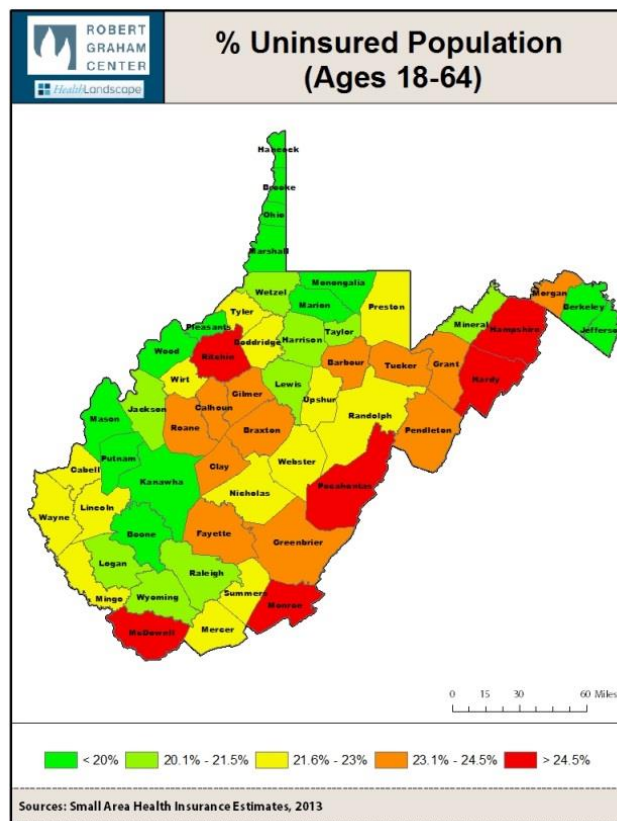 ROBERT
GRAHAM
CENTER
HealthLandscape
% Uninsured Population
(Ages 18-64)
Hancock
Brooke
Ohio
Marshall
Wetzel
Monongalia
Marion
Preston
Morgan
Berkeley
Jefferson
Mineral
Hampshire
Tyler
Pleasants
Doddridge
Harrison
Taylor
Wood
Ritchie
Barbour
Tucker
Grant
Hardy
Wirt
Lewis
Upshur
Gilmer
Calhoun
Randolph
Mason
Jackson
Roane
Braxton
Pendleton
Putnam
Clay
Webster
Cabell
Kanawha
Pocahontas
Nicholas
Lincoln
Wayne
Boone
Fayette
Greenbrier
Logan
Raleigh
Mingo
Wyoming
Summers
Monroe
McDowell
Mercer
0 15 30 60 Miles
< 20% 20.1% - 21.5% 21.6% - 23% 23.1% - 24.5% > 24.5%
Sources: Small Area Health Insurance Estimates, 2013